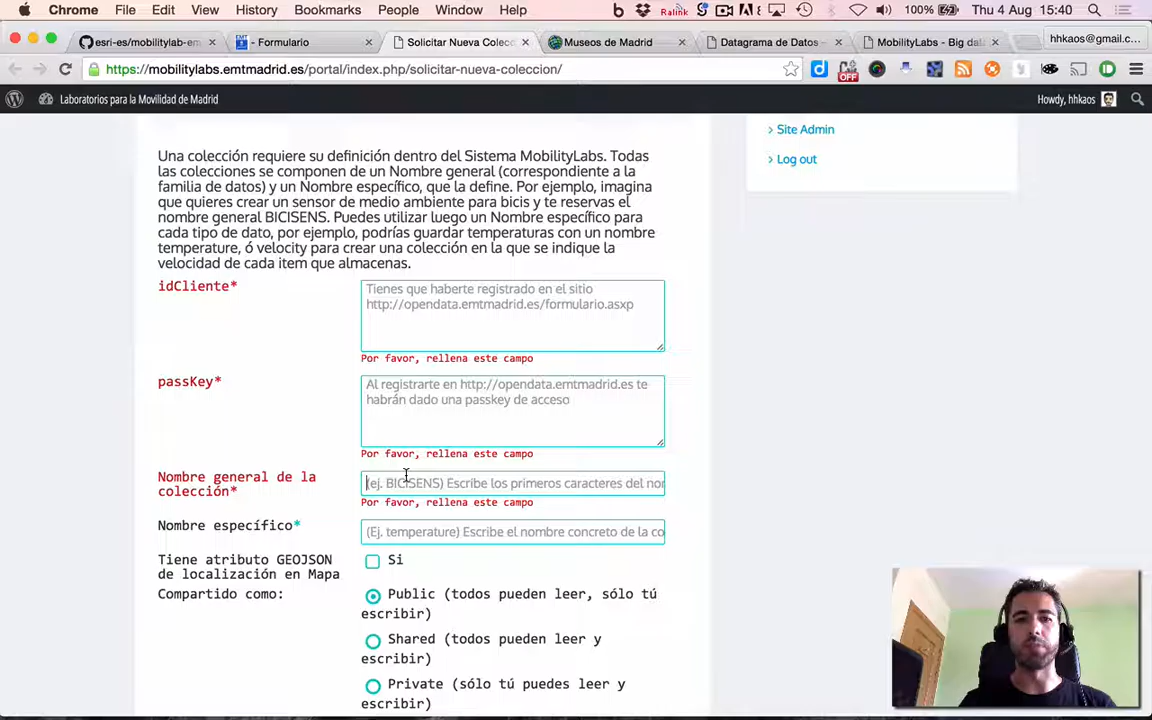 Chrome File Edit View History Bookmarks People Window Help
Ralink
100% Thu 4 Aug 15:40
esri-es/mobilitylab-em
- Formulario
Solicitar Nueva Colecc
Museos de Madrid
Datagrama de Datos -
MobilityLabs - Big dat
hhkaos@gmail.c...
https://mobilitylabs.emtmadrid.es/portal/index.php/solicitar-nueva-coleccion/
OFF
Laboratorios para la Movilidad de Madrid
Howdy, hhkaos
› Site Admin
› Log out
Una colección requiere su definición dentro del Sistema MobilityLabs. Todas
las colecciones se componen de un Nombre general (correspondiente a la
familia de datos) y un Nombre específico, que la define. Por ejemplo, imagina
que quieres crear un sensor de medio ambiente para bicis y te reservas el
nombre general BICISENS. Puedes utilizar luego un Nombre específico para
cada tipo de dato, por ejemplo, podrías guardar temperaturas con un nombre
temperature, ó velocity para crear una colección en la que se indique la
velocidad de cada item que almacenas.
idCliente*
Tienes que haberte registrado en el sitio
http://opendata.emtmadrid.es/formulario.asxp
Por favor, rellena este campo
passKey*
Al registrarte en http://opendata.emtmadrid.es te
habrán dado una passkey de acceso
Por favor, rellena este campo
Nombre general de la
colección*
(ej. BICISENS) Escribe los primeros caracteres del nor
Por favor, rellena este campo
Nombre específico*
(Ej. temperature) Escribe el nombre concreto de la co
Tiene atributo GEOJSON
de localización en Mapa
Si
Compartido como:
Public (todos pueden leer, sólo tú
escribir)
Shared (todos pueden leer y
escribir)
Private (sólo tú puedes leer y
escribir)